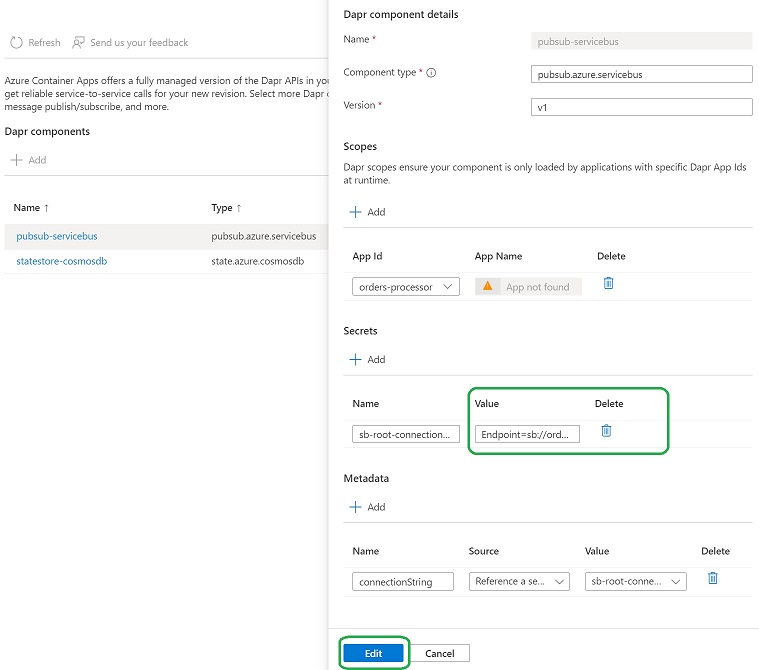 Refresh
Send us your feedback
Azure Container Apps offers a fully managed version of the Dapr APIs in you
get reliable service-to-service calls for your new revision. Select more Dapr
message publish/subscribe, and more.
Dapr components
Add
Name ↑ Type ↑
pubsub-servicebus pubsub.azure.servicebus
statestore-cosmosdb state.azure.cosmosdb
Dapr component details
Name * pubsub-servicebus
Component type * pubsub.azure.servicebus
Version * v1
Scopes
Dapr scopes ensure your component is only loaded by applications with specific Dapr App Ids
at runtime.
Add
App Id App Name Delete
orders-processor App not found
Secrets
Add
Name Value Delete
sb-root-connection... Endpoint=sb://ord...
Metadata
Add
Name Source Value Delete
connectionString Reference a se... sb-root-conne...
Edit Cancel